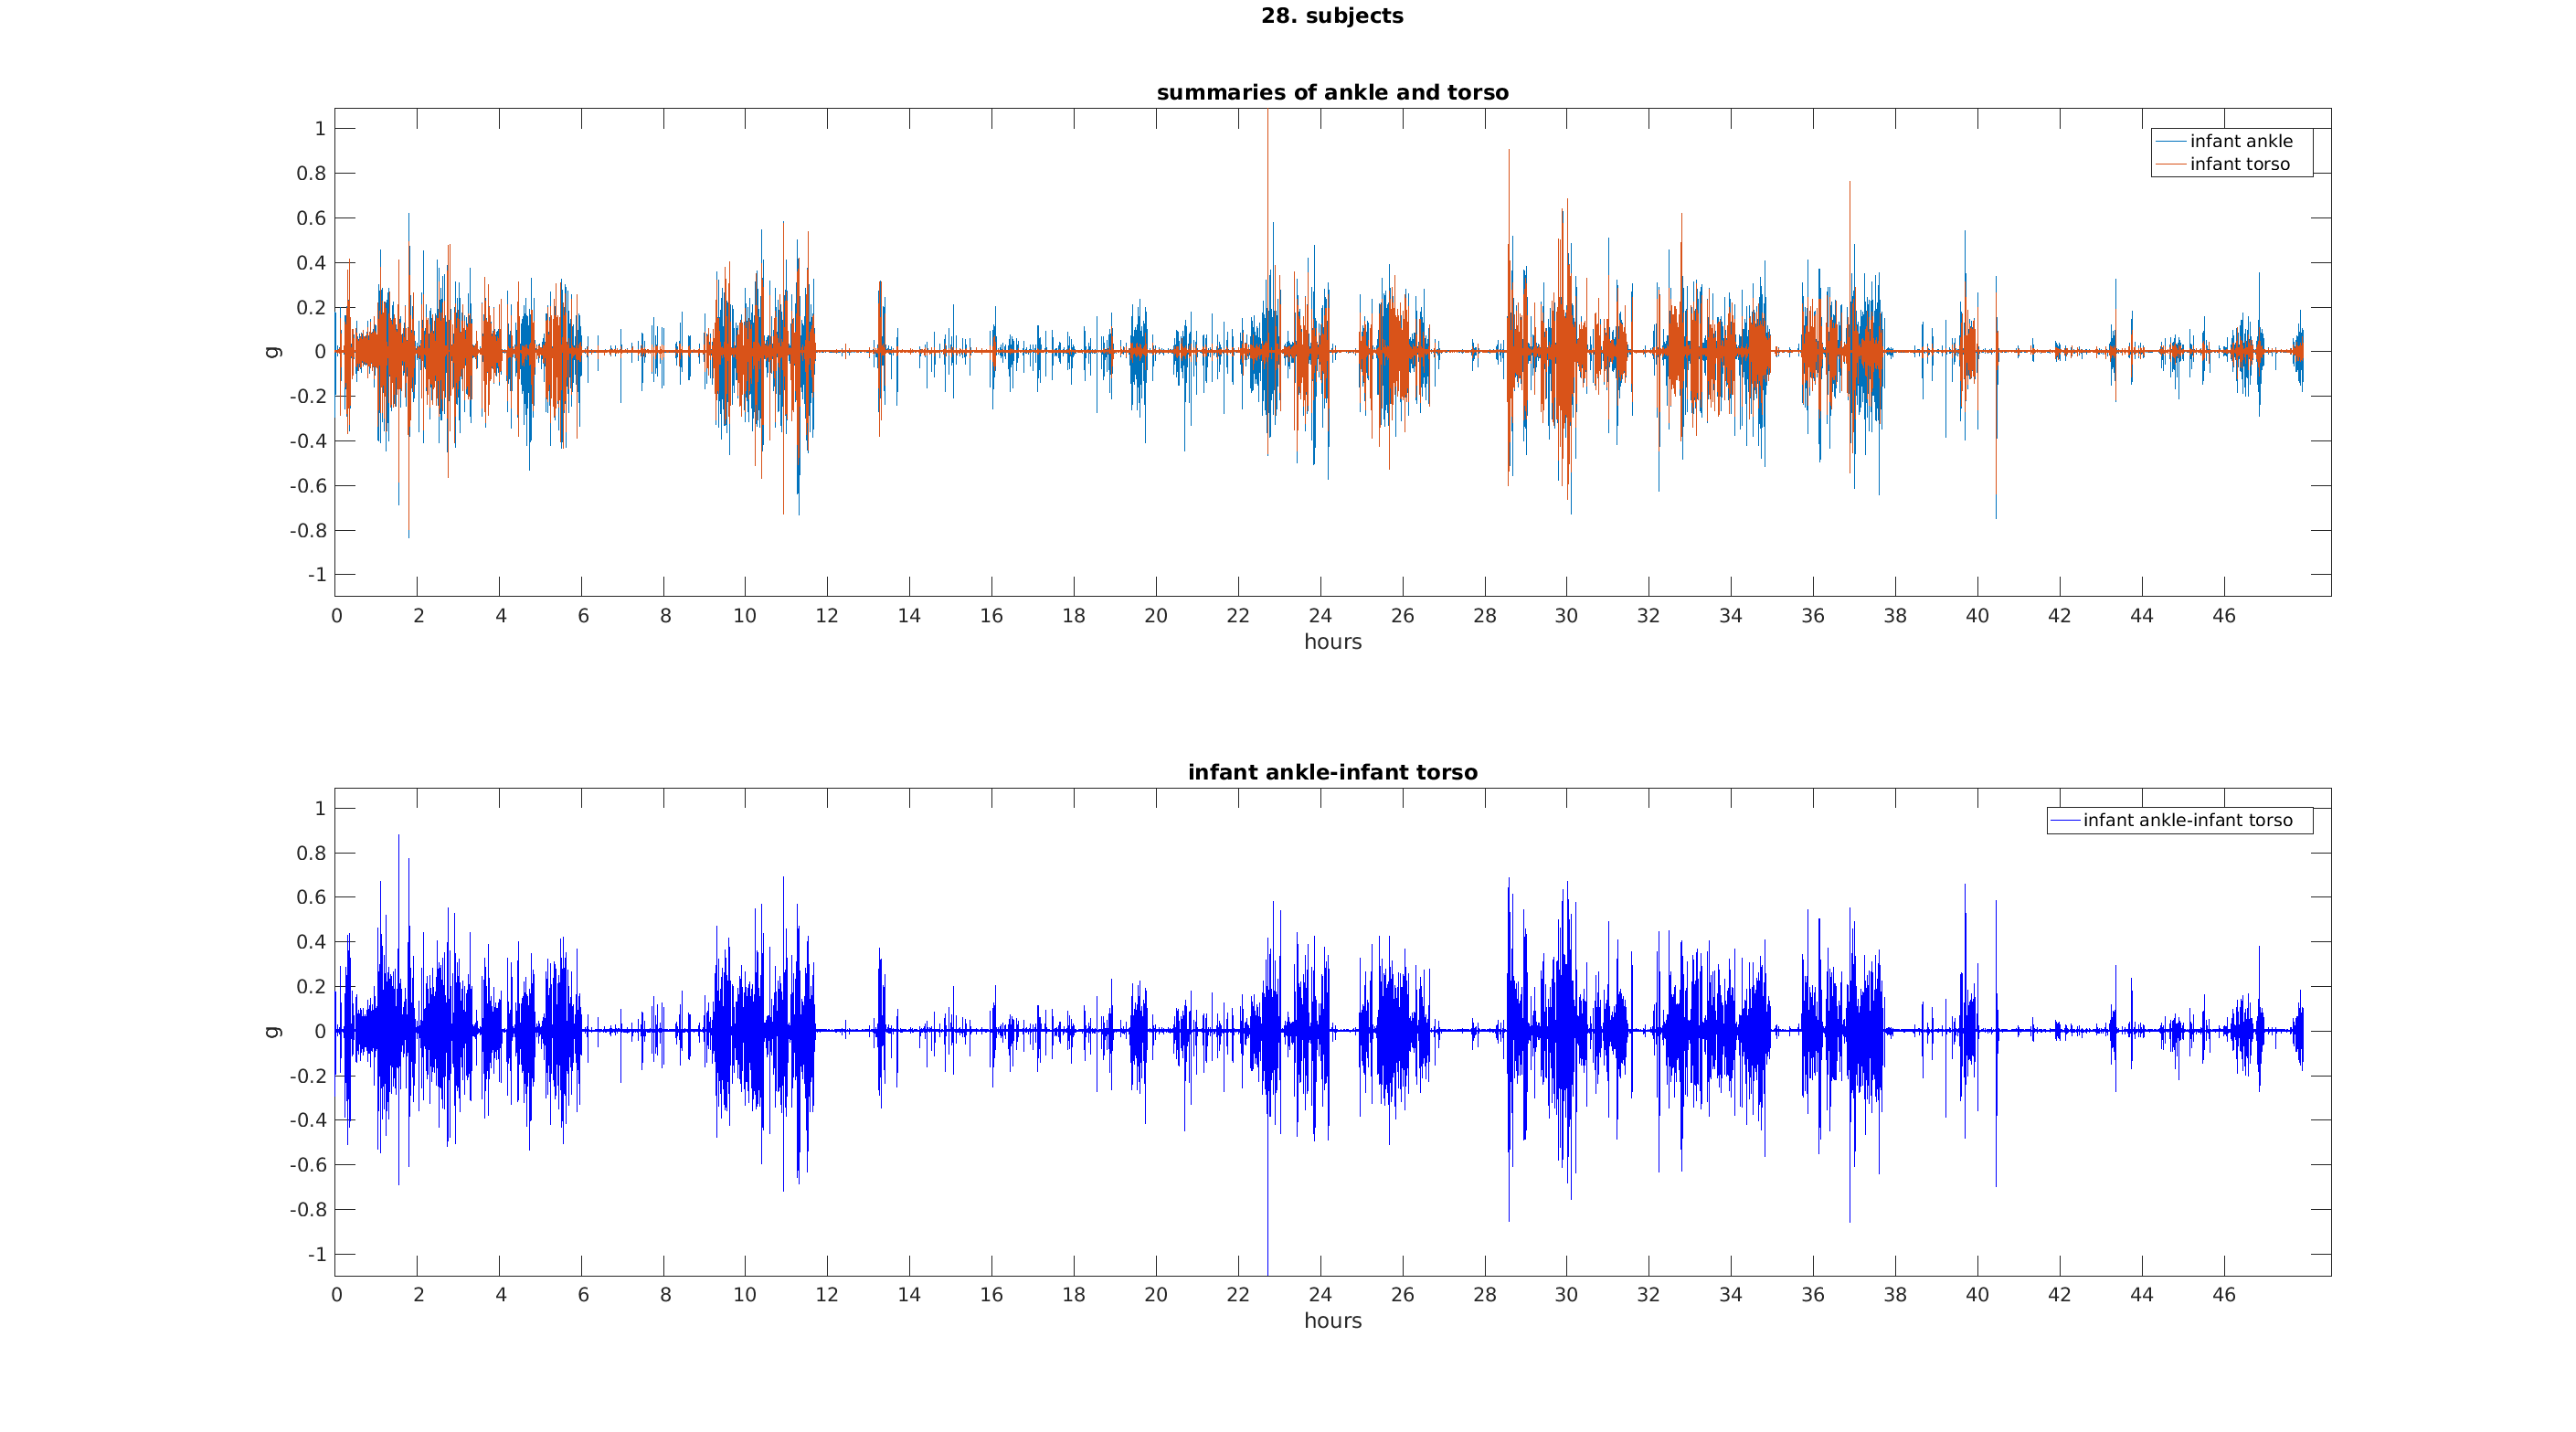 28. subjects
summaries of ankle and torso
1
0.8
0.6
0.4
0.2
0
-0.2
-0.4
-0.6
-0.8
-1
g
infant ankle
infant torso
0 2 4 6 8 10 12 14 16 18 20 22 24 26 28 30 32 34 36 38 40 42 44 46
hours
infant ankle-infant torso
1
0.8
0.6
0.4
0.2
0
-0.2
-0.4
-0.6
-0.8
-1
g
infant ankle-infant torso
0 2 4 6 8 10 12 14 16 18 20 22 24 26 28 30 32 34 36 38 40 42 44 46
hours